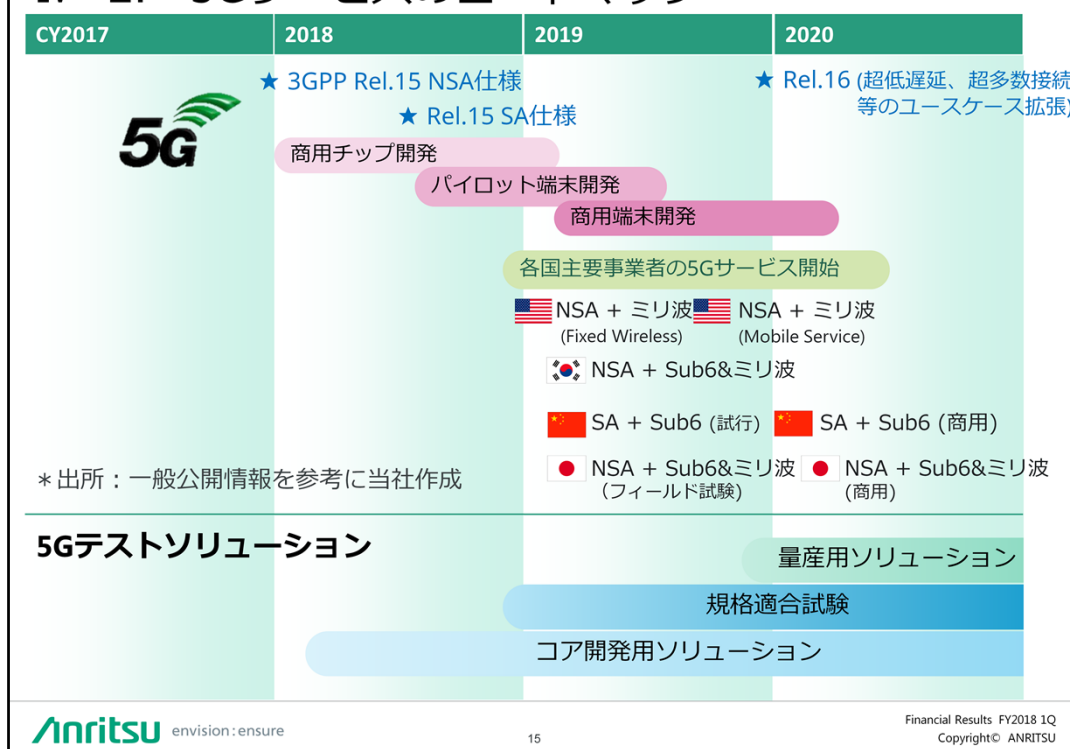 CY2017 2018 2019 2020
★ 3GPP Rel.15 NSA仕様
★ Rel.16 (超低遅延、超多数接続
等のユースケース拡張)
★ Rel.15 SA仕様
5G
商用チップ開発
パイロット端末開発
商用端末開発
各国主要事業者の5Gサービス開始
NSA + ミリ波 NSA + ミリ波
(Fixed Wireless) (Mobile Service)
NSA + Sub6&ミリ波
SA + Sub6 (試行) SA + Sub6 (商用)
NSA + Sub6&ミリ波 NSA + Sub6&ミリ波
(フィールド試験) (商用)
＊出所：一般公開情報を参考に当社作成
5Gテストソリューション
量産用ソリューション
規格適合試験
コア開発用ソリューション
Anritsu envision:ensure
15
Financial Results FY2018 1Q
Copyright© ANRITSU